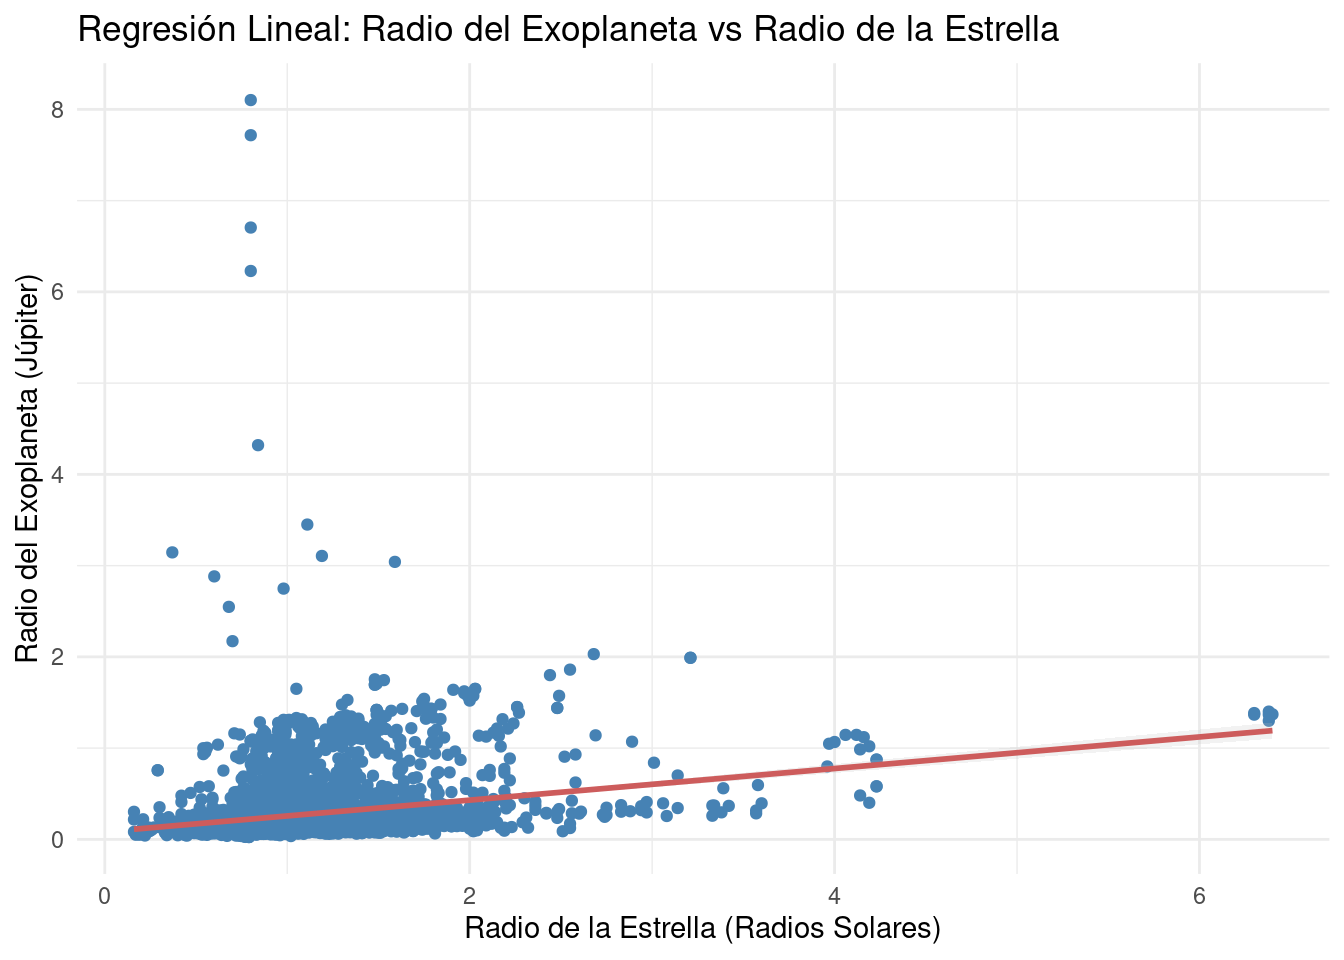 Regresión Lineal: Radio del Exoplaneta vs Radio de la Estrella
8
6
4
2
0
Radio del Exoplaneta (Júpiter)
0 2 4 6
Radio de la Estrella (Radios Solares)